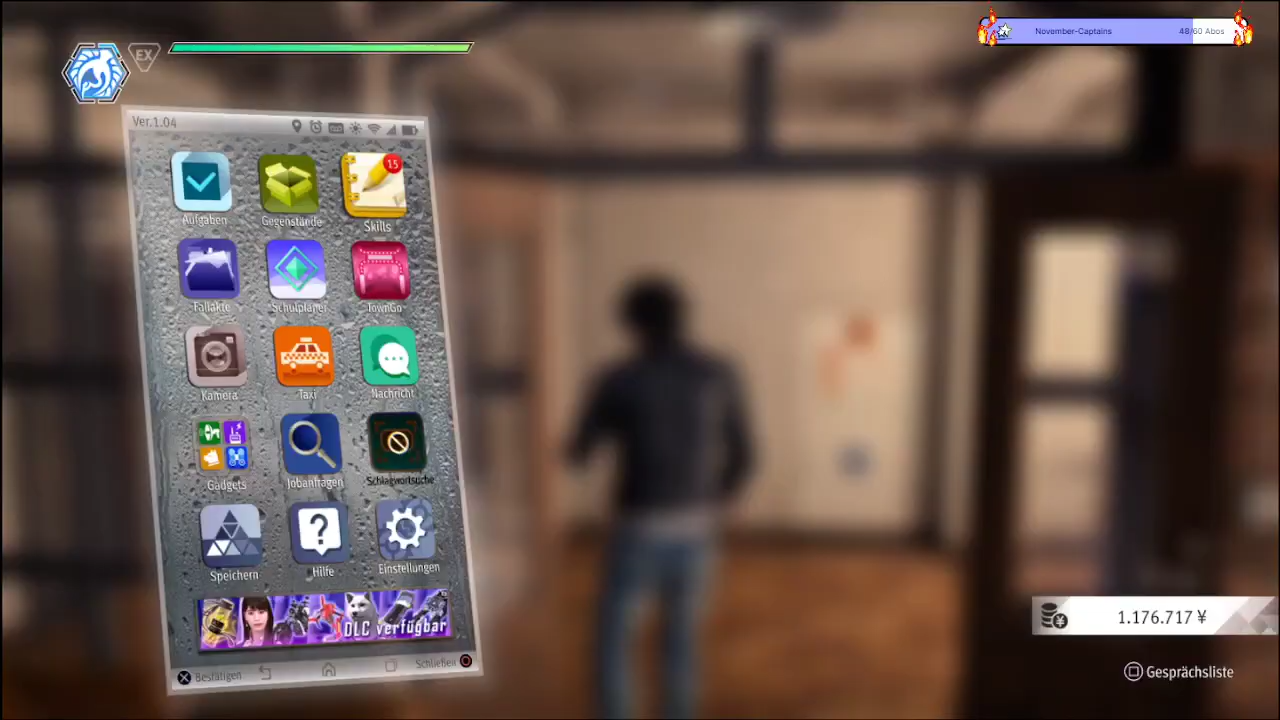 November-Captains 48/60 Abos
EX
Ver.1.04
15
Aufgaben Gegenstände Skills
Fallakte Schulplaner TownGo
Kamera Taxi Nachricht
Gadgets Jobanfragen Schlagwortsuche
Speichern Hilfe Einstellungen
DLC verfügbar
Bestätigen Schließen
1.176.717 ¥
Gesprächsliste